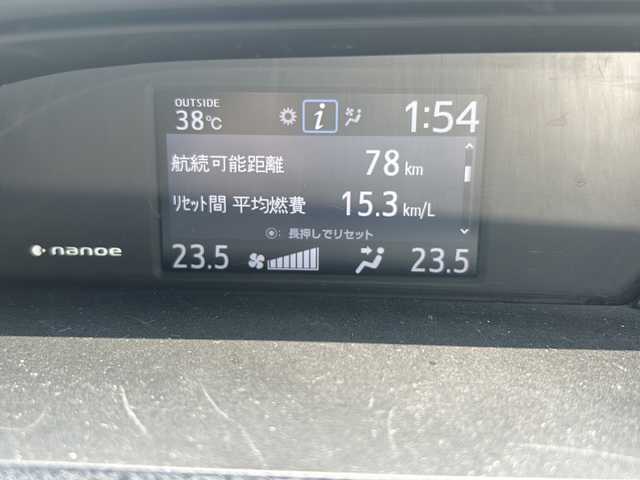 OUTSIDE
38℃ i 1:54
航続可能距離 78 km
ﾘｾｯﾄ間 平均燃費 15.3 km/L
◉: 長押しでリセット
nanoe
23.5 23.5